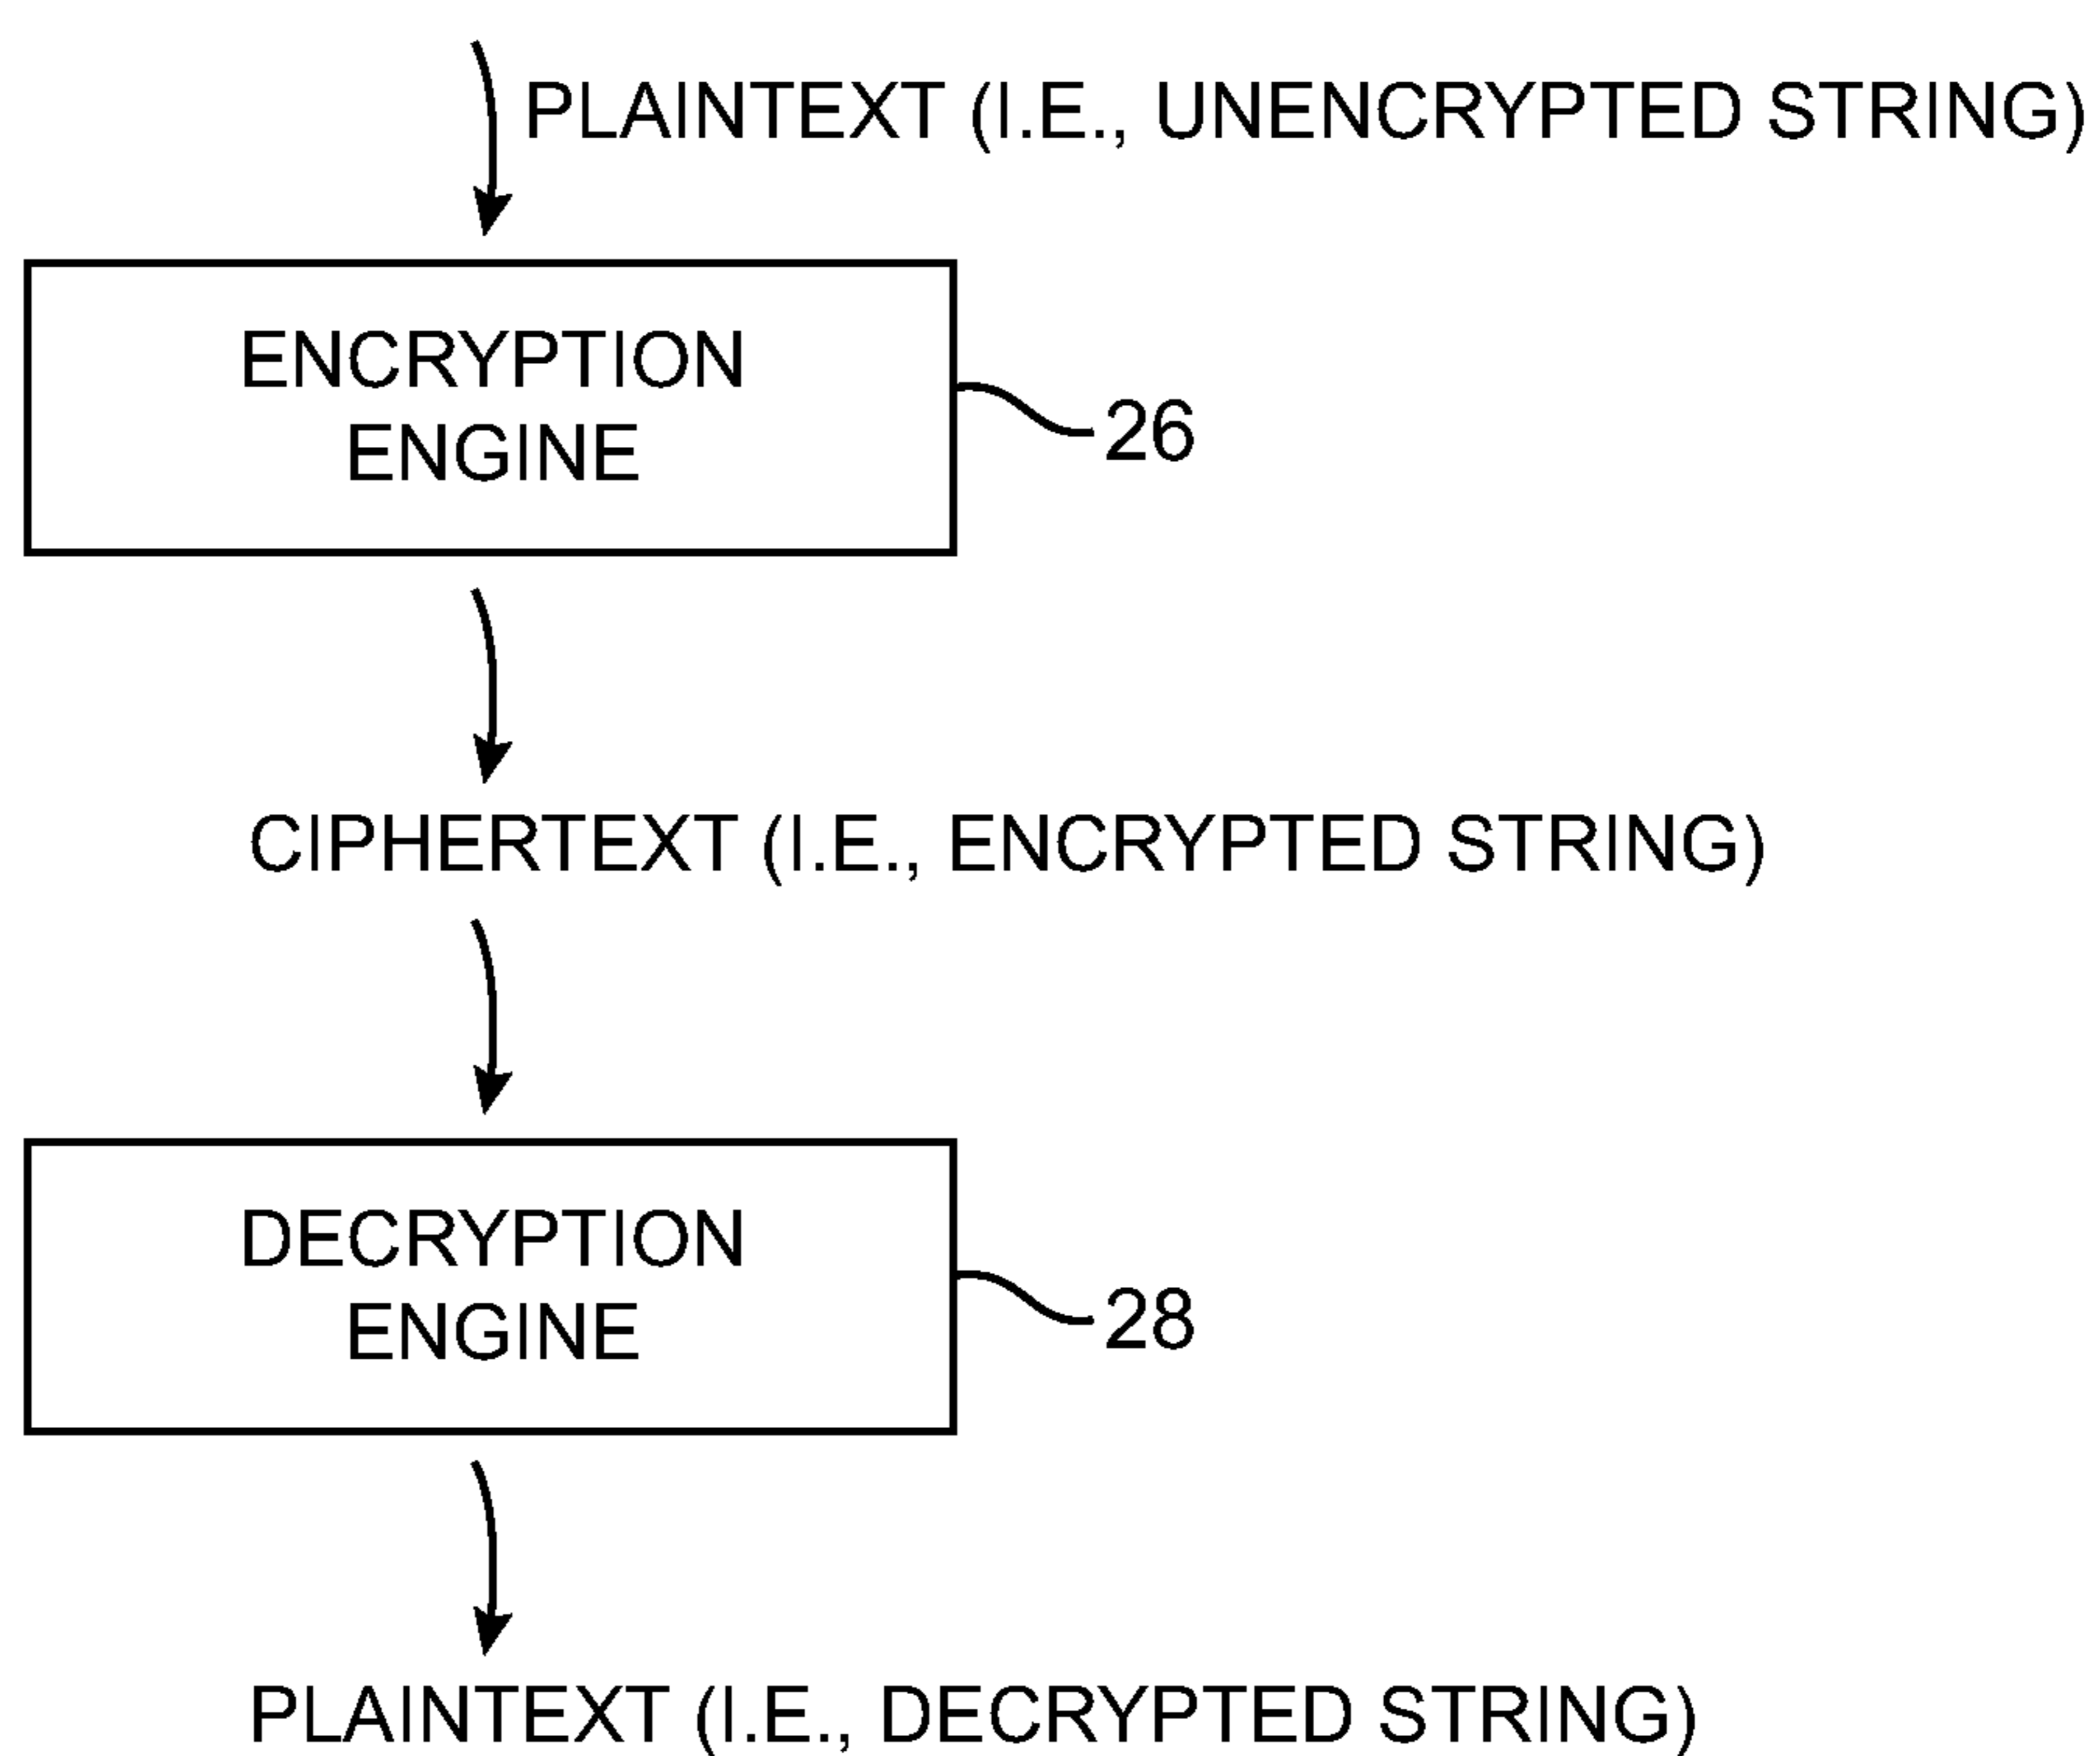 PLAINTEXT (I.E., UNENCRYPTED STRING)
ENCRYPTION
ENGINE
26
CIPHERTEXT (I.E., ENCRYPTED STRING)
DECRYPTION
ENGINE
28
PLAINTEXT (I.E., DECRYPTED STRING)